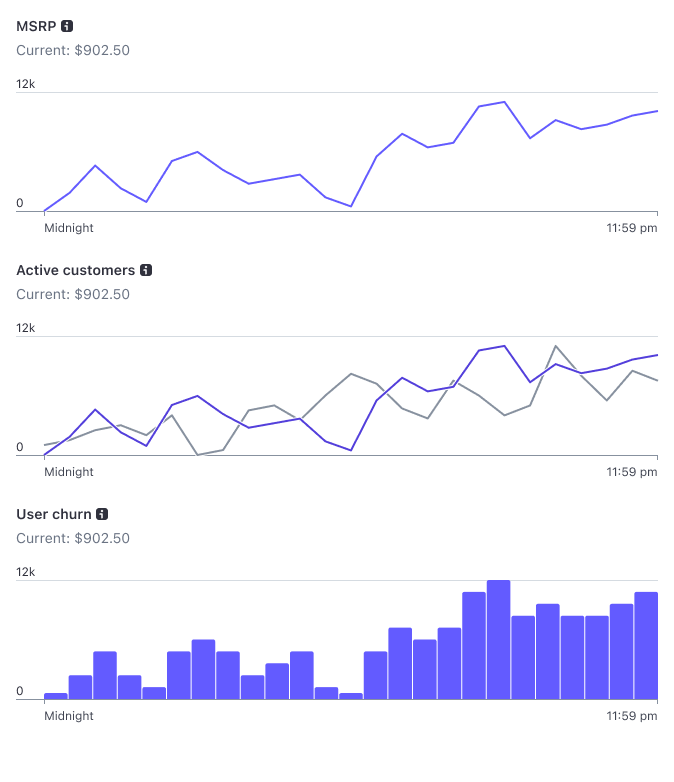 MSRP
Current: $902.50
12k
0
Midnight 11:59 pm
Active customers
Current: $902.50
12k
0
Midnight 11:59 pm
User churn
Current: $902.50
12k
0
Midnight 11:59 pm